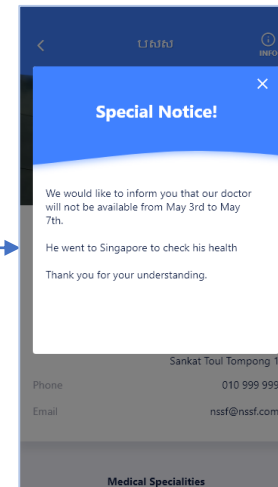 ប.ស.ស
INFO
Special Notice!
We would like to inform you that our doctor
will not be available from May 3rd to May
7th.
He went to Singapore to check his health
Thank you for your understanding.
Sankat Toul Tompong 1
Phone 010 999 999
Email nssf@nssf.com
Medical Specialities